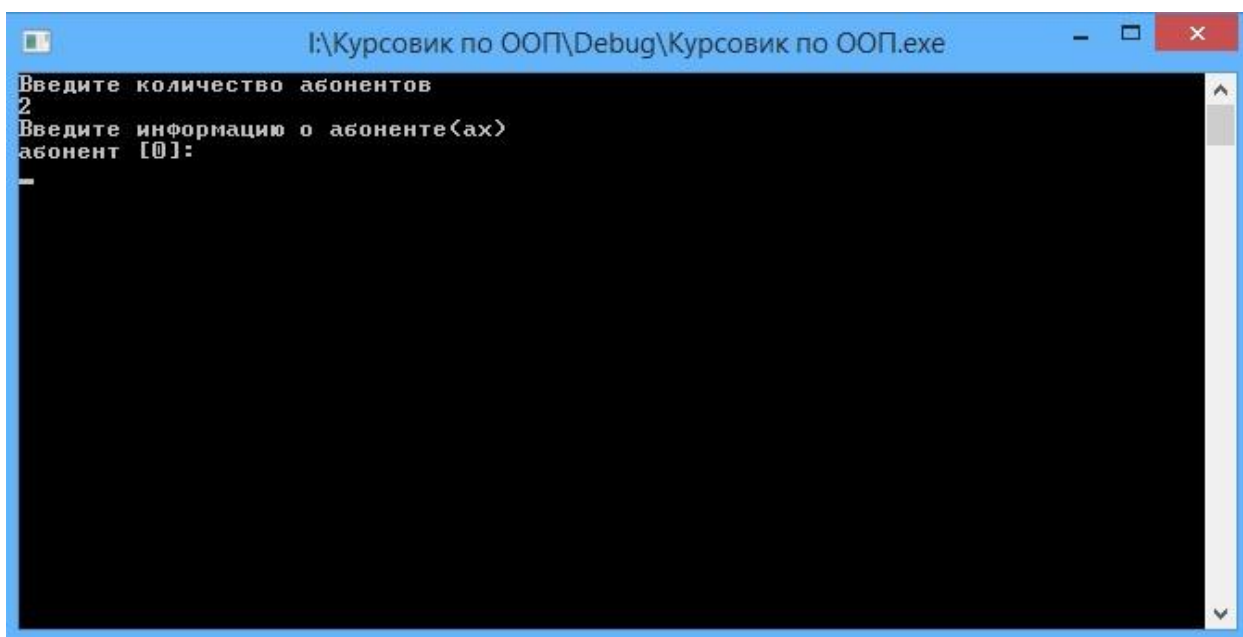 I:\Курсовик по ООП\Debug\Курсовик по ООП.exe
Введите количество абонентов
2
Введите информацию о абоненте(ах)
абонент [0]: